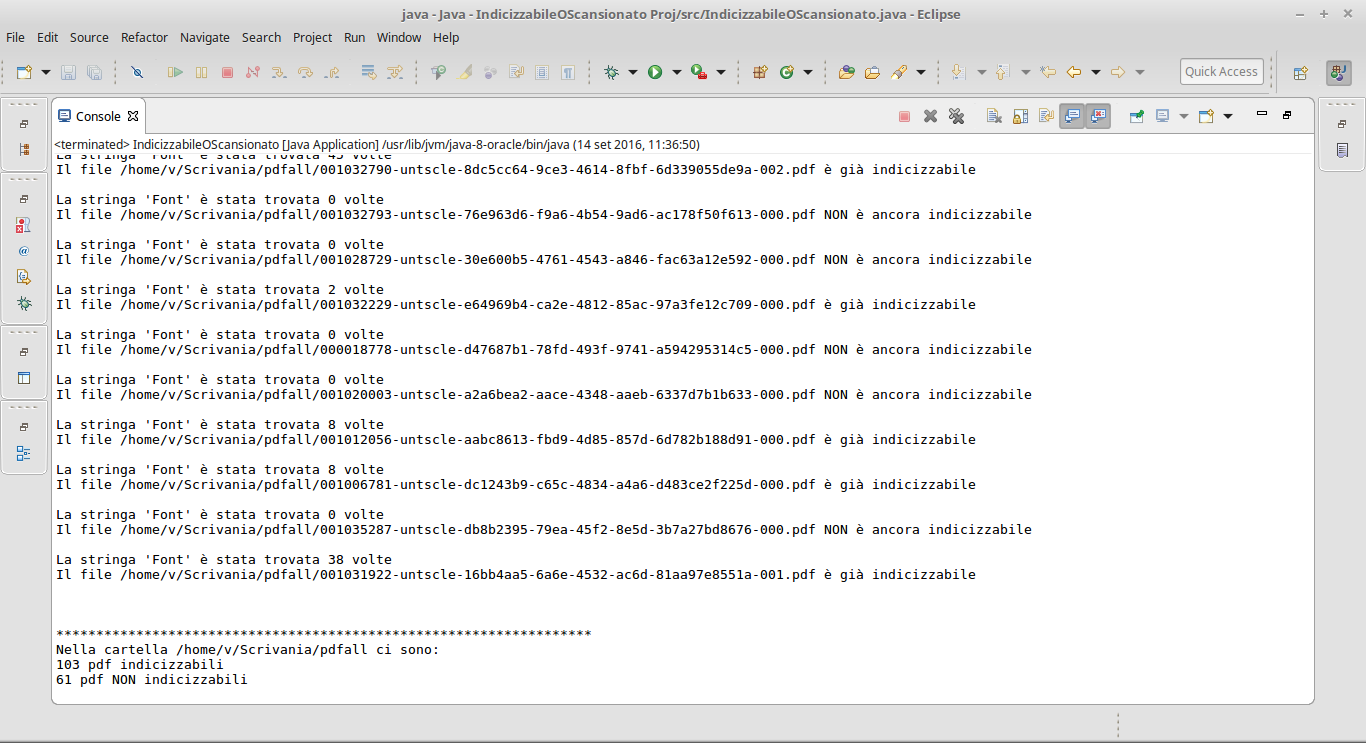 java - Java - IndicizzabileOScansionato Proj/src/IndicizzabileOScansionato.java - Eclipse
File Edit Source Refactor Navigate Search Project Run Window Help
Quick Access
Console
<terminated> IndicizzabileOScansionato [Java Application] /usr/lib/jvm/java-8-oracle/bin/java (14 set 2016, 11:36:50)
La stringa 'Font' è stata trovata 45 volte
Il file /home/v/Scrivania/pdfall/001032790-untscle-8dc5cc64-9ce3-4614-8fbf-6d339055de9a-002.pdf è già indicizzabile
La stringa 'Font' è stata trovata 0 volte
Il file /home/v/Scrivania/pdfall/001032793-untscle-76e963d6-f9a6-4b54-9ad6-ac178f50f613-000.pdf NON è ancora indicizzabile
La stringa 'Font' è stata trovata 0 volte
Il file /home/v/Scrivania/pdfall/001028729-untscle-30e600b5-4761-4543-a846-fac63a12e592-000.pdf NON è ancora indicizzabile
La stringa 'Font' è stata trovata 2 volte
Il file /home/v/Scrivania/pdfall/001032229-untscle-e64969b4-ca2e-4812-85ac-97a3fe12c709-000.pdf è già indicizzabile
La stringa 'Font' è stata trovata 0 volte
Il file /home/v/Scrivania/pdfall/000018778-untscle-d47687b1-78fd-493f-9741-a594295314c5-000.pdf NON è ancora indicizzabile
La stringa 'Font' è stata trovata 0 volte
Il file /home/v/Scrivania/pdfall/001020003-untscle-a2a6bea2-aace-4348-aaeb-6337d7b1b633-000.pdf NON è ancora indicizzabile
La stringa 'Font' è stata trovata 8 volte
Il file /home/v/Scrivania/pdfall/001012056-untscle-aabc8613-fbd9-4d85-857d-6d782b188d91-000.pdf è già indicizzabile
La stringa 'Font' è stata trovata 8 volte
Il file /home/v/Scrivania/pdfall/001006781-untscle-dc1243b9-c65c-4834-a4a6-d483ce2f225d-000.pdf è già indicizzabile
La stringa 'Font' è stata trovata 0 volte
Il file /home/v/Scrivania/pdfall/001035287-untscle-db8b2395-79ea-45f2-8e5d-3b7a27bd8676-000.pdf NON è ancora indicizzabile
La stringa 'Font' è stata trovata 38 volte
Il file /home/v/Scrivania/pdfall/001031922-untscle-16bb4aa5-6a6e-4532-ac6d-81aa97e8551a-001.pdf è già indicizzabile
*******************************************************************
Nella cartella /home/v/Scrivania/pdfall ci sono:
103 pdf indicizzabili
61 pdf NON indicizzabili